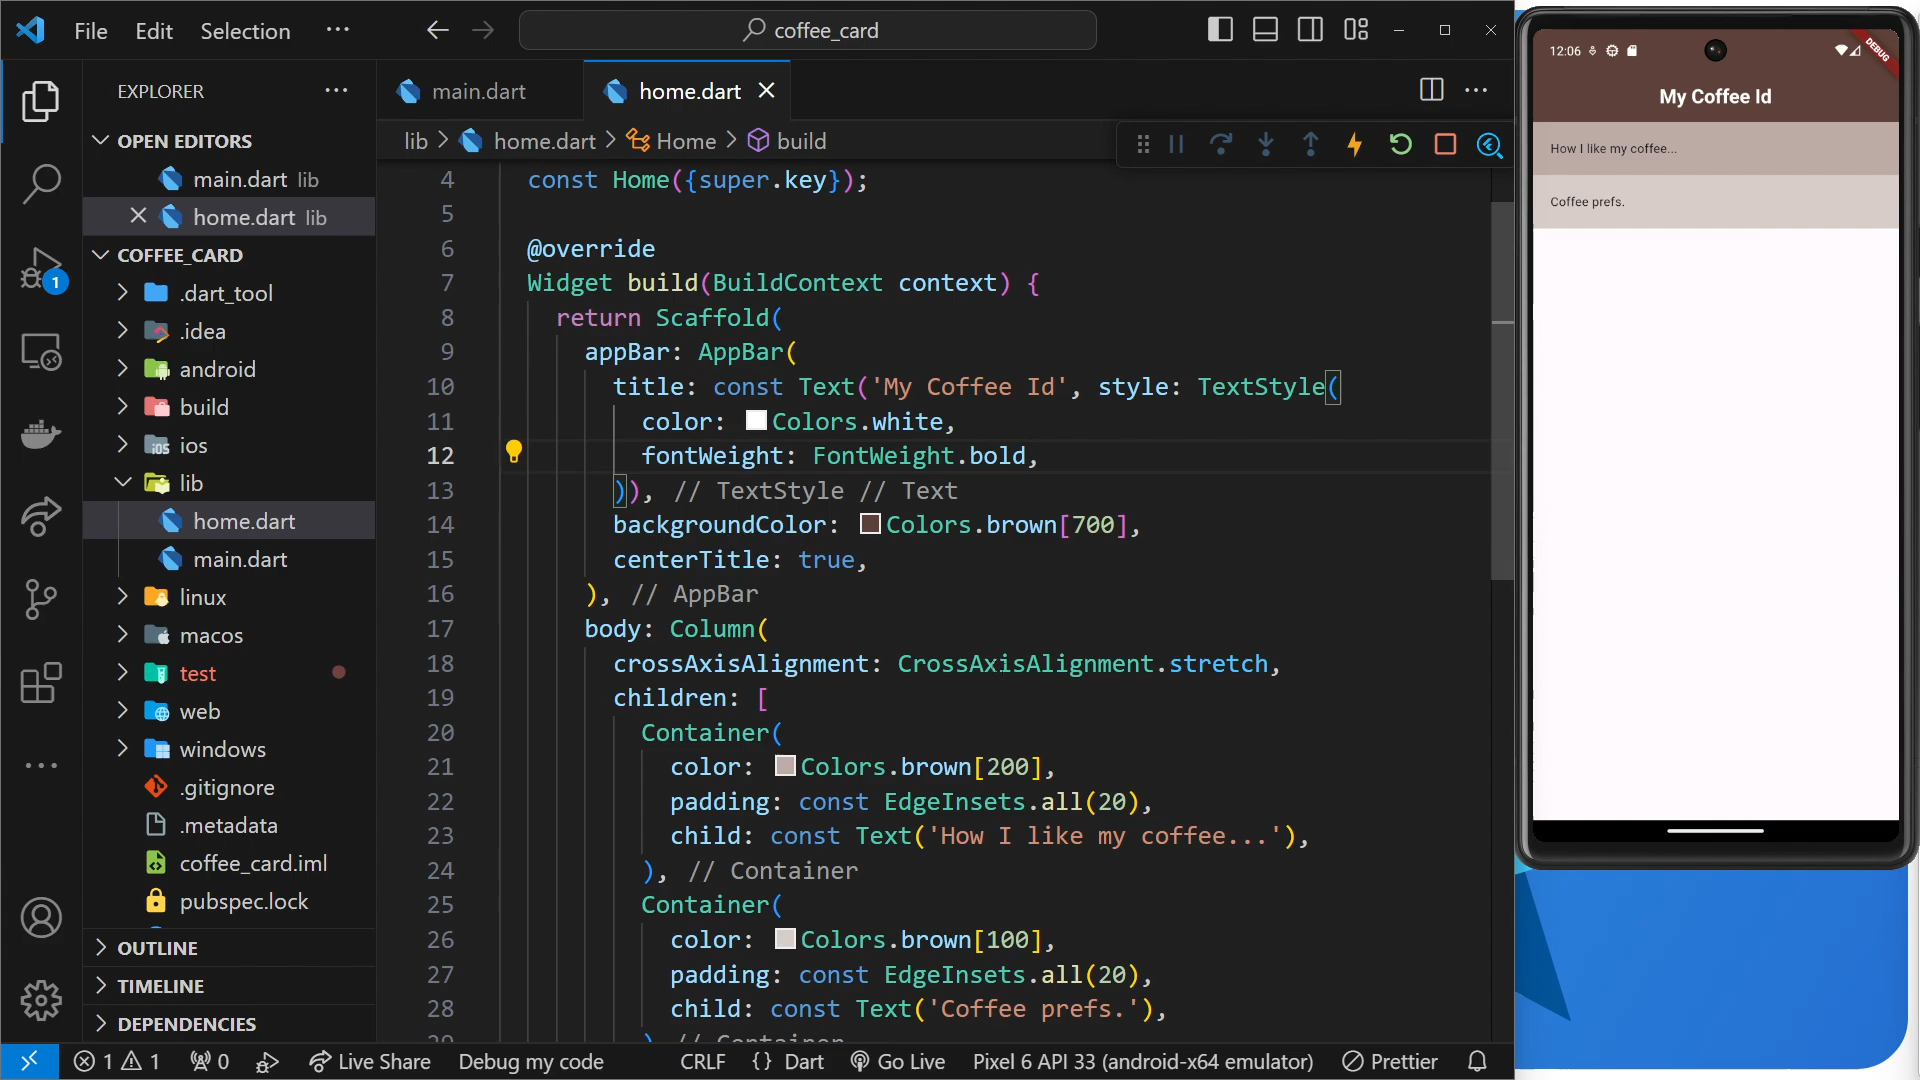 File Edit Selection ···
coffee_card
EXPLORER
OPEN EDITORS
main.dart lib
home.dart lib
COFFEE_CARD
.dart_tool
.idea
android
build
ios
lib
home.dart
main.dart
linux
macos
test
web
windows
.gitignore
.metadata
coffee_card.iml
pubspec.lock
OUTLINE
TIMELINE
DEPENDENCIES
1
main.dart
home.dart
lib > home.dart > Home > build
4 const Home({super.key});
5
6 @override
7 Widget build(BuildContext context) {
8 return Scaffold(
9 appBar: AppBar(
10 title: const Text('My Coffee Id', style: TextStyle(
11 color: Colors.white,
12 fontWeight: FontWeight.bold,
13 )), // TextStyle // Text
14 backgroundColor: Colors.brown[700],
15 centerTitle: true,
16 ), // AppBar
17 body: Column(
18 crossAxisAlignment: CrossAxisAlignment.stretch,
19 children: [
20 Container(
21 color: Colors.brown[200],
22 padding: const EdgeInsets.all(20),
23 child: const Text('How I like my coffee...'),
24 ), // Container
25 Container(
26 color: Colors.brown[100],
27 padding: const EdgeInsets.all(20),
28 child: const Text('Coffee prefs.'),
29 ) // Container
1 1 0 Live Share Debug my code CRLF {} Dart Go Live Pixel 6 API 33 (android-x64 emulator) Prettier
12:06
DEBUG
My Coffee Id
How I like my coffee...
Coffee prefs.